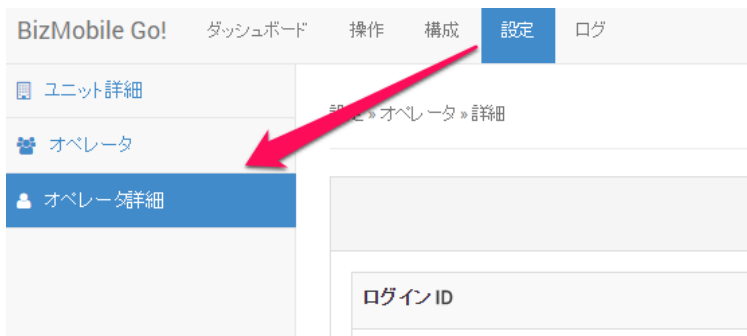 BizMobile Go! ダッシュボード 操作 構成 設定 ログ
ユニット詳細
設定 » オペレータ » 詳細
オペレータ
オペレータ詳細
ログインID